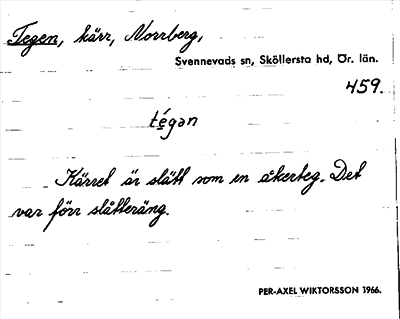 Tegen, kärr, Norrberg,
Svennevads sn, Sköllersta hd, Ör. län.
459.
tégən
Kärret är slätt som en åkerteg. Det
var förr slåtteräng.
PER-AXEL WIKTORSSON 1966.